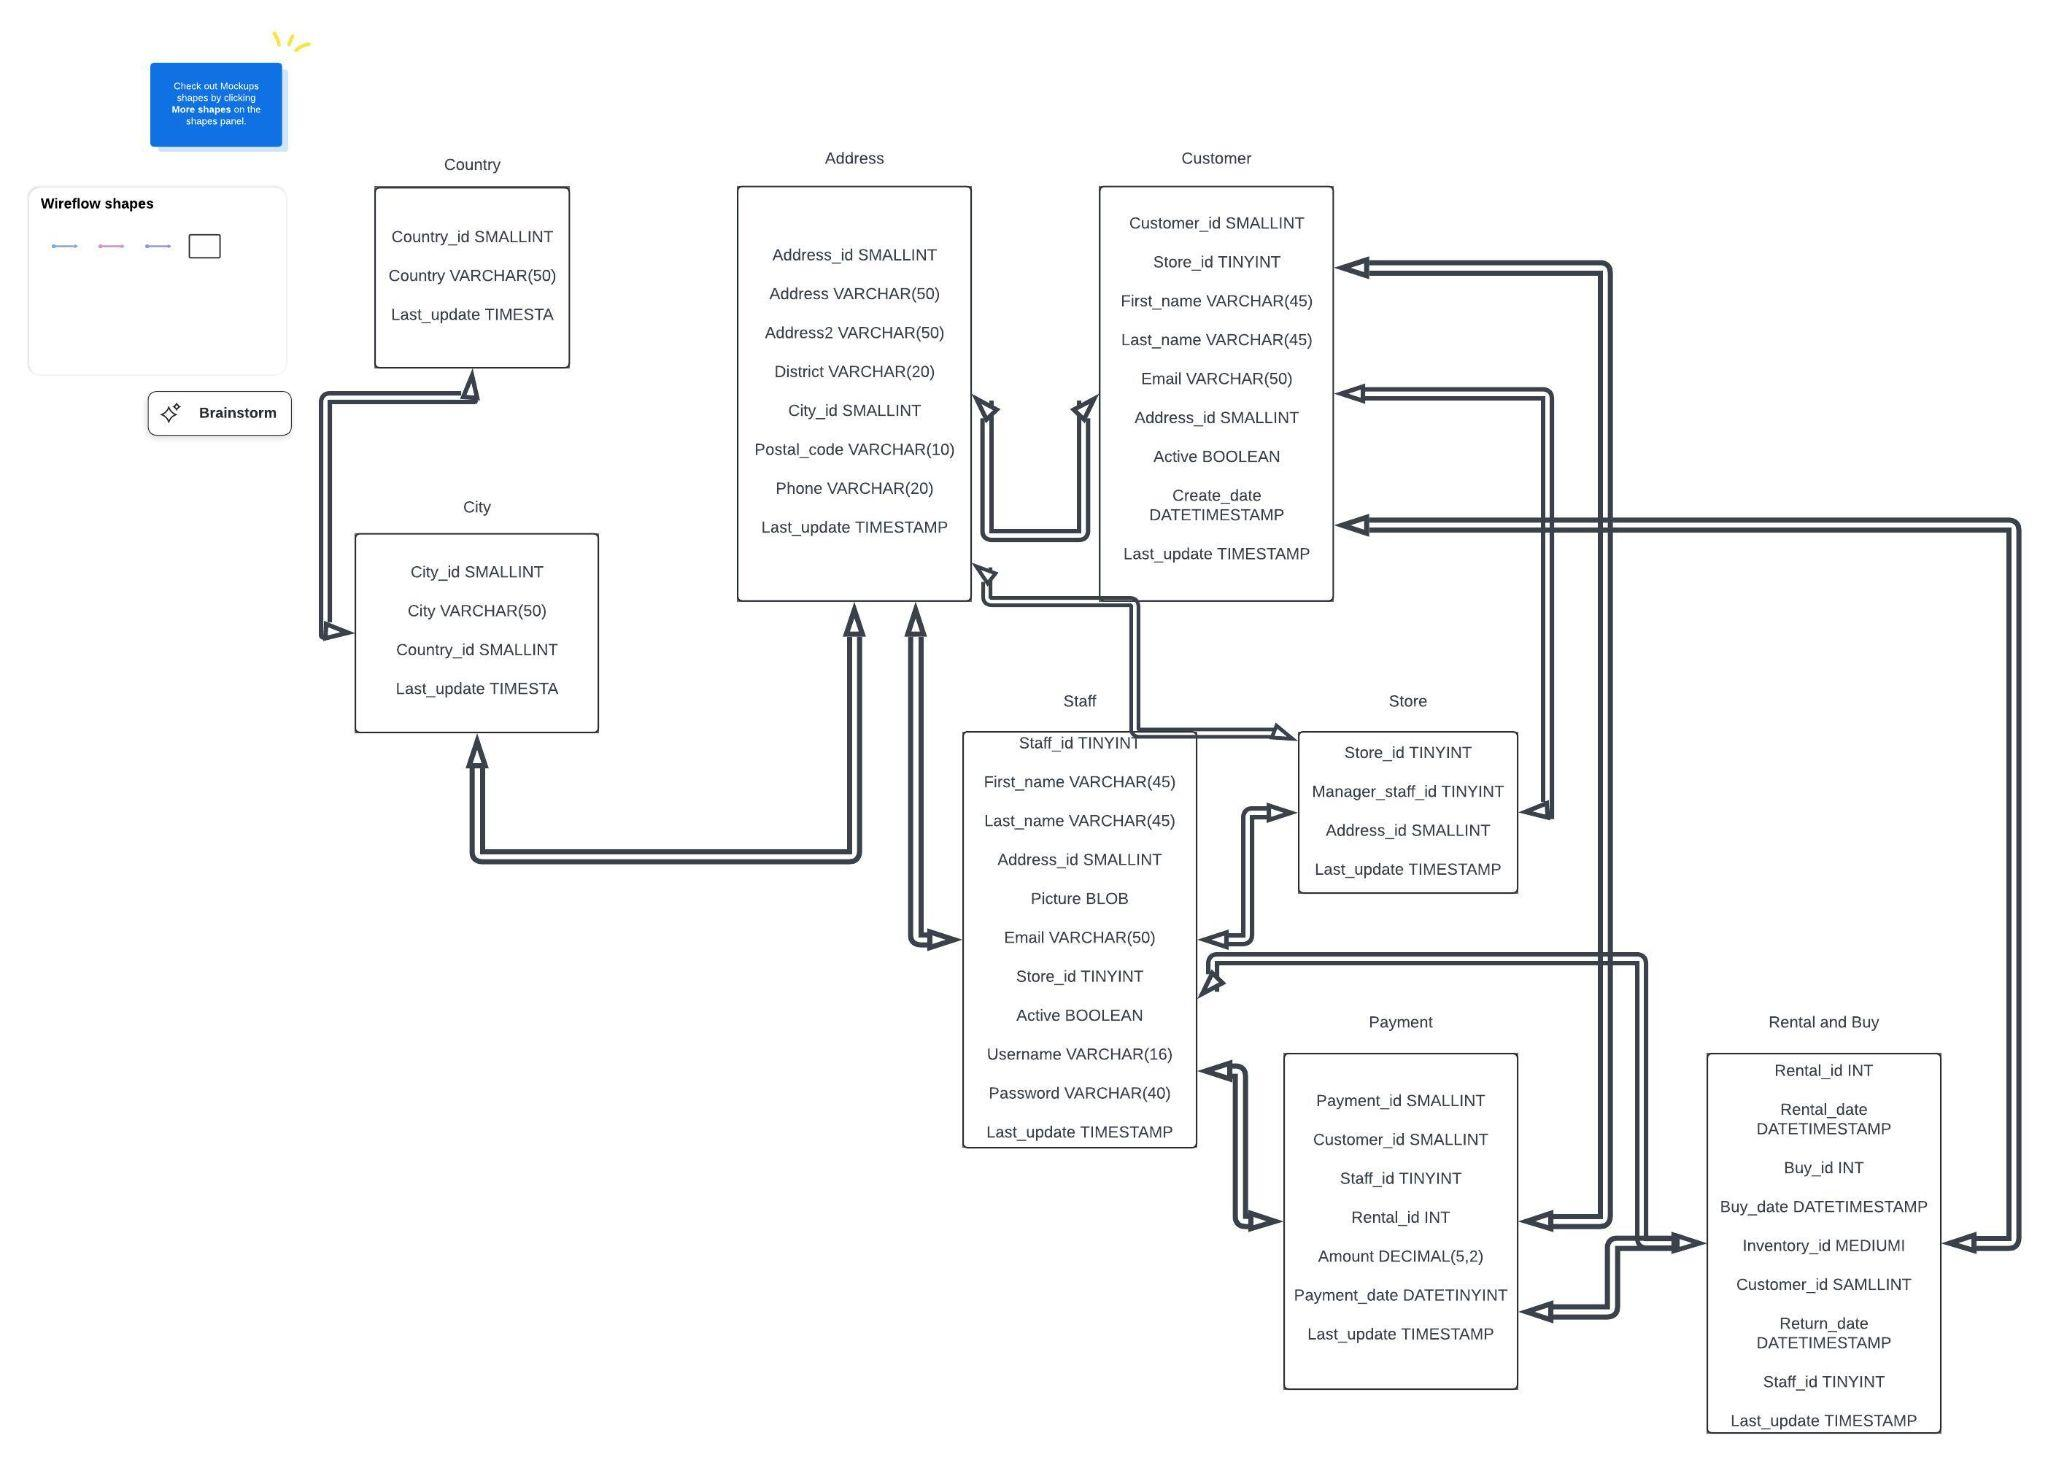 Check out Mockups
shapes by clicking
More shapes on the
shapes panel.
Wireflow shapes
Brainstorm
Country
Country_id SMALLINT
Country VARCHAR(50)
Last_update TIMESTA
City
City_id SMALLINT
City VARCHAR(50)
Country_id SMALLINT
Last_update TIMESTA
Address
Address_id SMALLINT
Address VARCHAR(50)
Address2 VARCHAR(50)
District VARCHAR(20)
City_id SMALLINT
Postal_code VARCHAR(10)
Phone VARCHAR(20)
Last_update TIMESTAMP
Customer
Customer_id SMALLINT
Store_id TINYINT
First_name VARCHAR(45)
Last_name VARCHAR(45)
Email VARCHAR(50)
Address_id SMALLINT
Active BOOLEAN
Create_date
DATETIMESTAMP
Last_update TIMESTAMP
Staff
Staff_id TINYINT
First_name VARCHAR(45)
Last_name VARCHAR(45)
Address_id SMALLINT
Picture BLOB
Email VARCHAR(50)
Store_id TINYINT
Active BOOLEAN
Username VARCHAR(16)
Password VARCHAR(40)
Last_update TIMESTAMP
Store
Store_id TINYINT
Manager_staff_id TINYINT
Address_id SMALLINT
Last_update TIMESTAMP
Payment
Payment_id SMALLINT
Customer_id SMALLINT
Staff_id TINYINT
Rental_id INT
Amount DECIMAL(5,2)
Payment_date DATETINYINT
Last_update TIMESTAMP
Rental and Buy
Rental_id INT
Rental_date
DATETIMESTAMP
Buy_id INT
Buy_date DATETIMESTAMP
Inventory_id MEDIUMI
Customer_id SAMLLINT
Return_date
DATETIMESTAMP
Staff_id TINYINT
Last_update TIMESTAMP